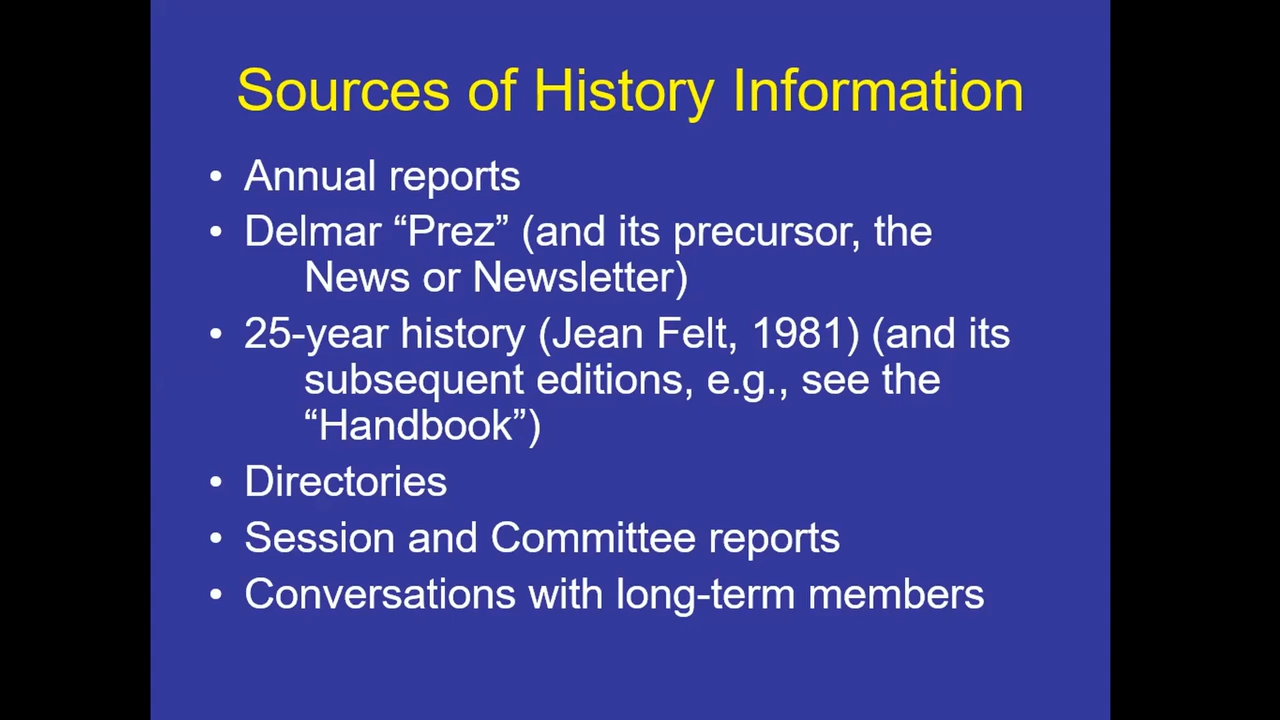 Sources of History Information
• Annual reports
• Delmar “Prez” (and its precursor, the
News or Newsletter)
• 25-year history (Jean Felt, 1981) (and its
subsequent editions, e.g., see the
“Handbook”)
• Directories
• Session and Committee reports
• Conversations with long-term members